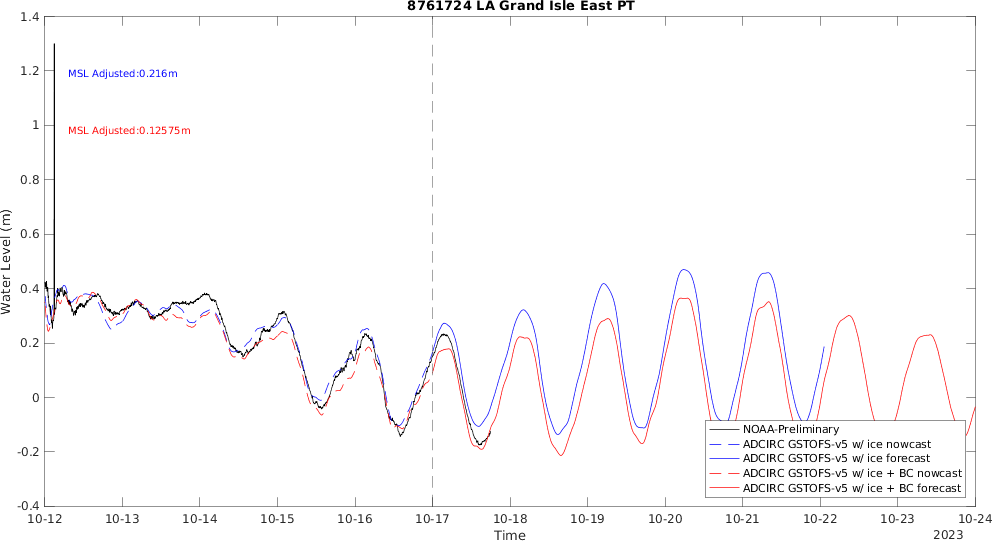 8761724 LA Grand Isle East PT
1.4
1.2
1
0.8
0.6
0.4
0.2
0
-0.2
-0.4
Water Level (m)
MSL Adjusted:0.216m
MSL Adjusted:0.12575m
NOAA-Preliminary
ADCIRC GSTOFS-v5 w/ ice nowcast
ADCIRC GSTOFS-v5 w/ ice forecast
ADCIRC GSTOFS-v5 w/ ice + BC nowcast
ADCIRC GSTOFS-v5 w/ ice + BC forecast
10-12 10-13 10-14 10-15 10-16 10-17 10-18 10-19 10-20 10-21 10-22 10-23 10-24
Time
2023